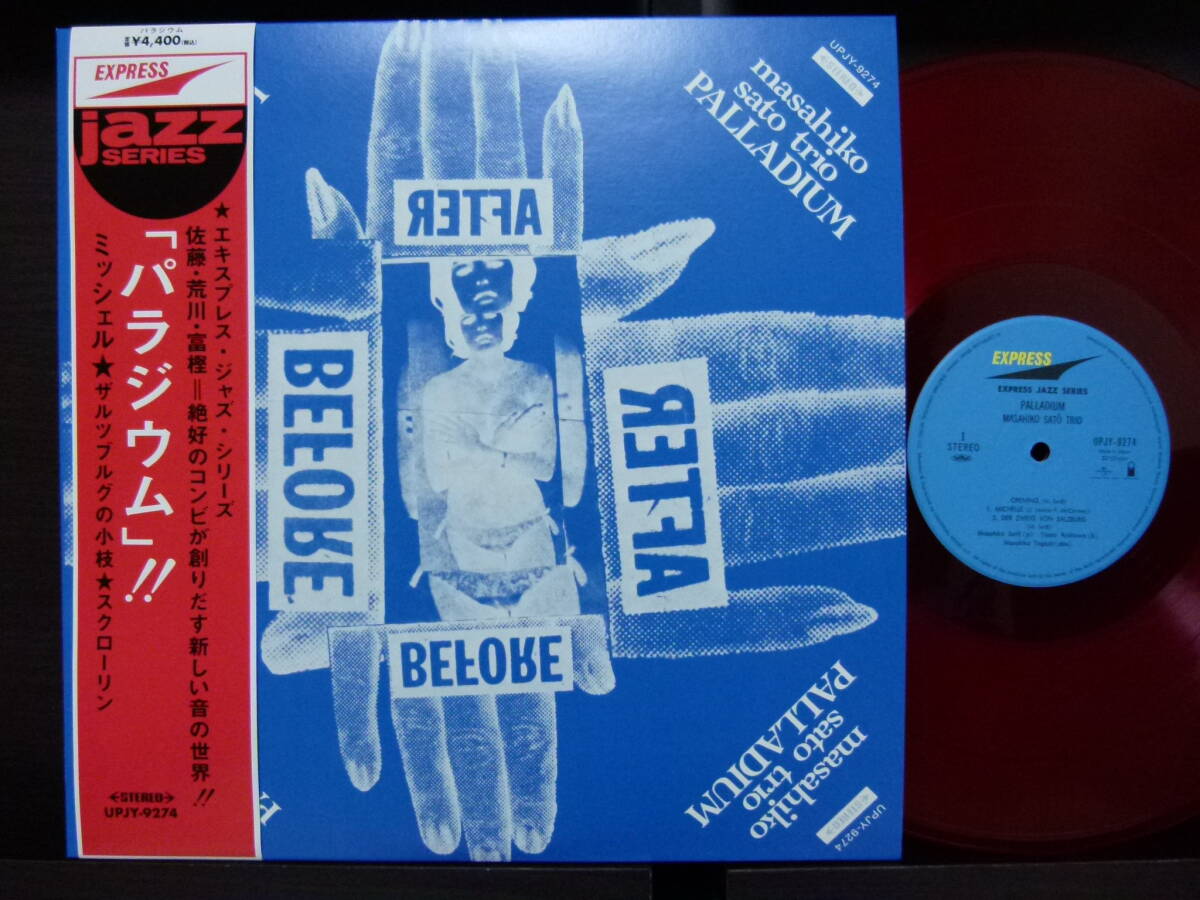 パラジウム
定価¥4,400(税込)
EXPRESS
jazz
SERIES
★エキスプレス・ジャズ・シリーズ
佐藤・荒川・富樫=絶好のコンビが創りだす新しい音の世界!!
「パラジウム」!!
ミッシェル★ザルツブルグの小枝★スクローリン
STEREO
UPJY-9274
UPJY-9274
masahiko
sato trio
PALLADIUM
AFTER
BEFORE
AFTER
BEFORE
masahiko
sato trio
PALLADIUM
UPJY-9274
EXPRESS
EXPRESS JAZZ SERIES
PALLADIUM
MASAHIKO SATO TRIO
I
STEREO
UPJY-9274
OPENING
1. MICHELLE
2. DER ZWEIG VON SALZBURG